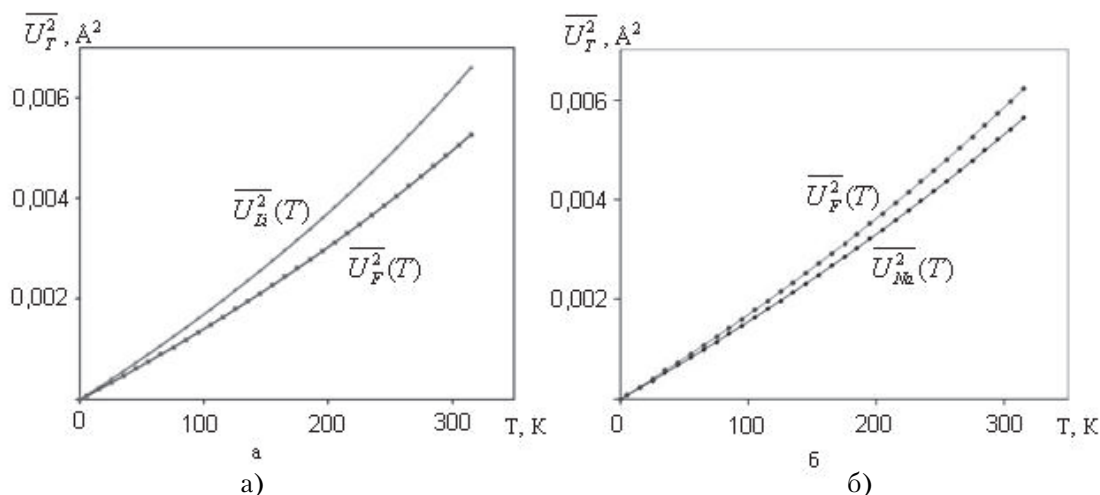 U_T^2, Å^2
0,006
0,004
0,002
0
100
200
300
T, K
U_Li^2(T)
U_F^2(T)
а
а)
U_T^2, Å^2
0,006
0,004
0,002
0
100
200
300
T, K
U_F^2(T)
U_Na^2(T)
б
б)